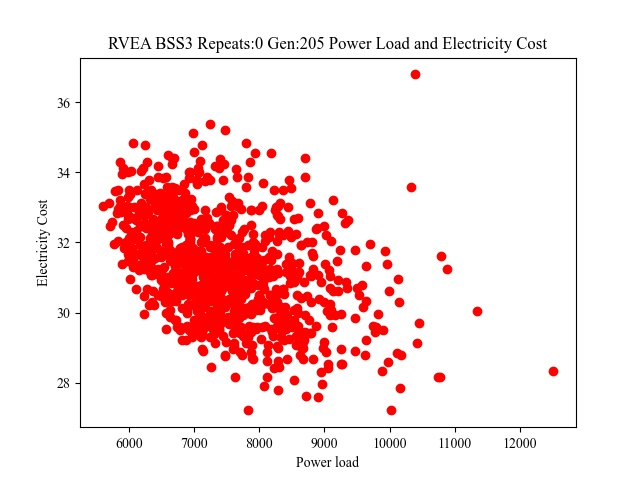 RVEA BSS3 Repeats:0 Gen:205 Power Load and Electricity Cost
36
34
32
30
28
Electricity Cost
6000 7000 8000 9000 10000 11000 12000
Power load